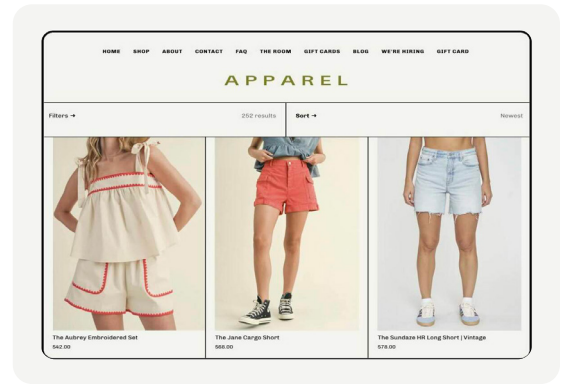 HOME SHOP ABOUT CONTACT FAQ THE ROOM GIFT CARDS BLOG WE'RE HIRING GIFT CARD
APPAREL
Filters → 252 results Sort → Newest
The Aubrey Embroidered Set The Jane Cargo Short The Sundaze HR Long Short | Vintage
$42.00 $66.00 $78.00